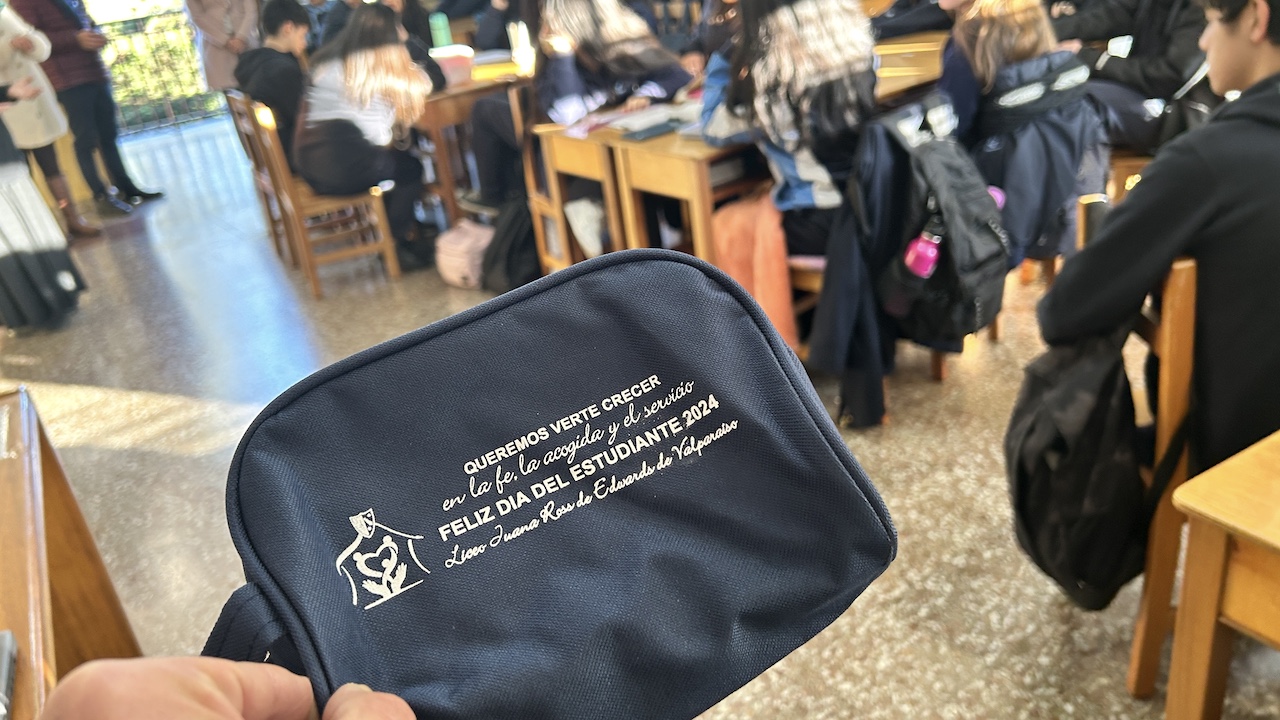 QUEREMOS VERTE CRECER
en la fe, la acogida y el servicio
FELIZ DIA DEL ESTUDIANTE 2024
Liceo Juana Ross de Edwards de Valparaíso